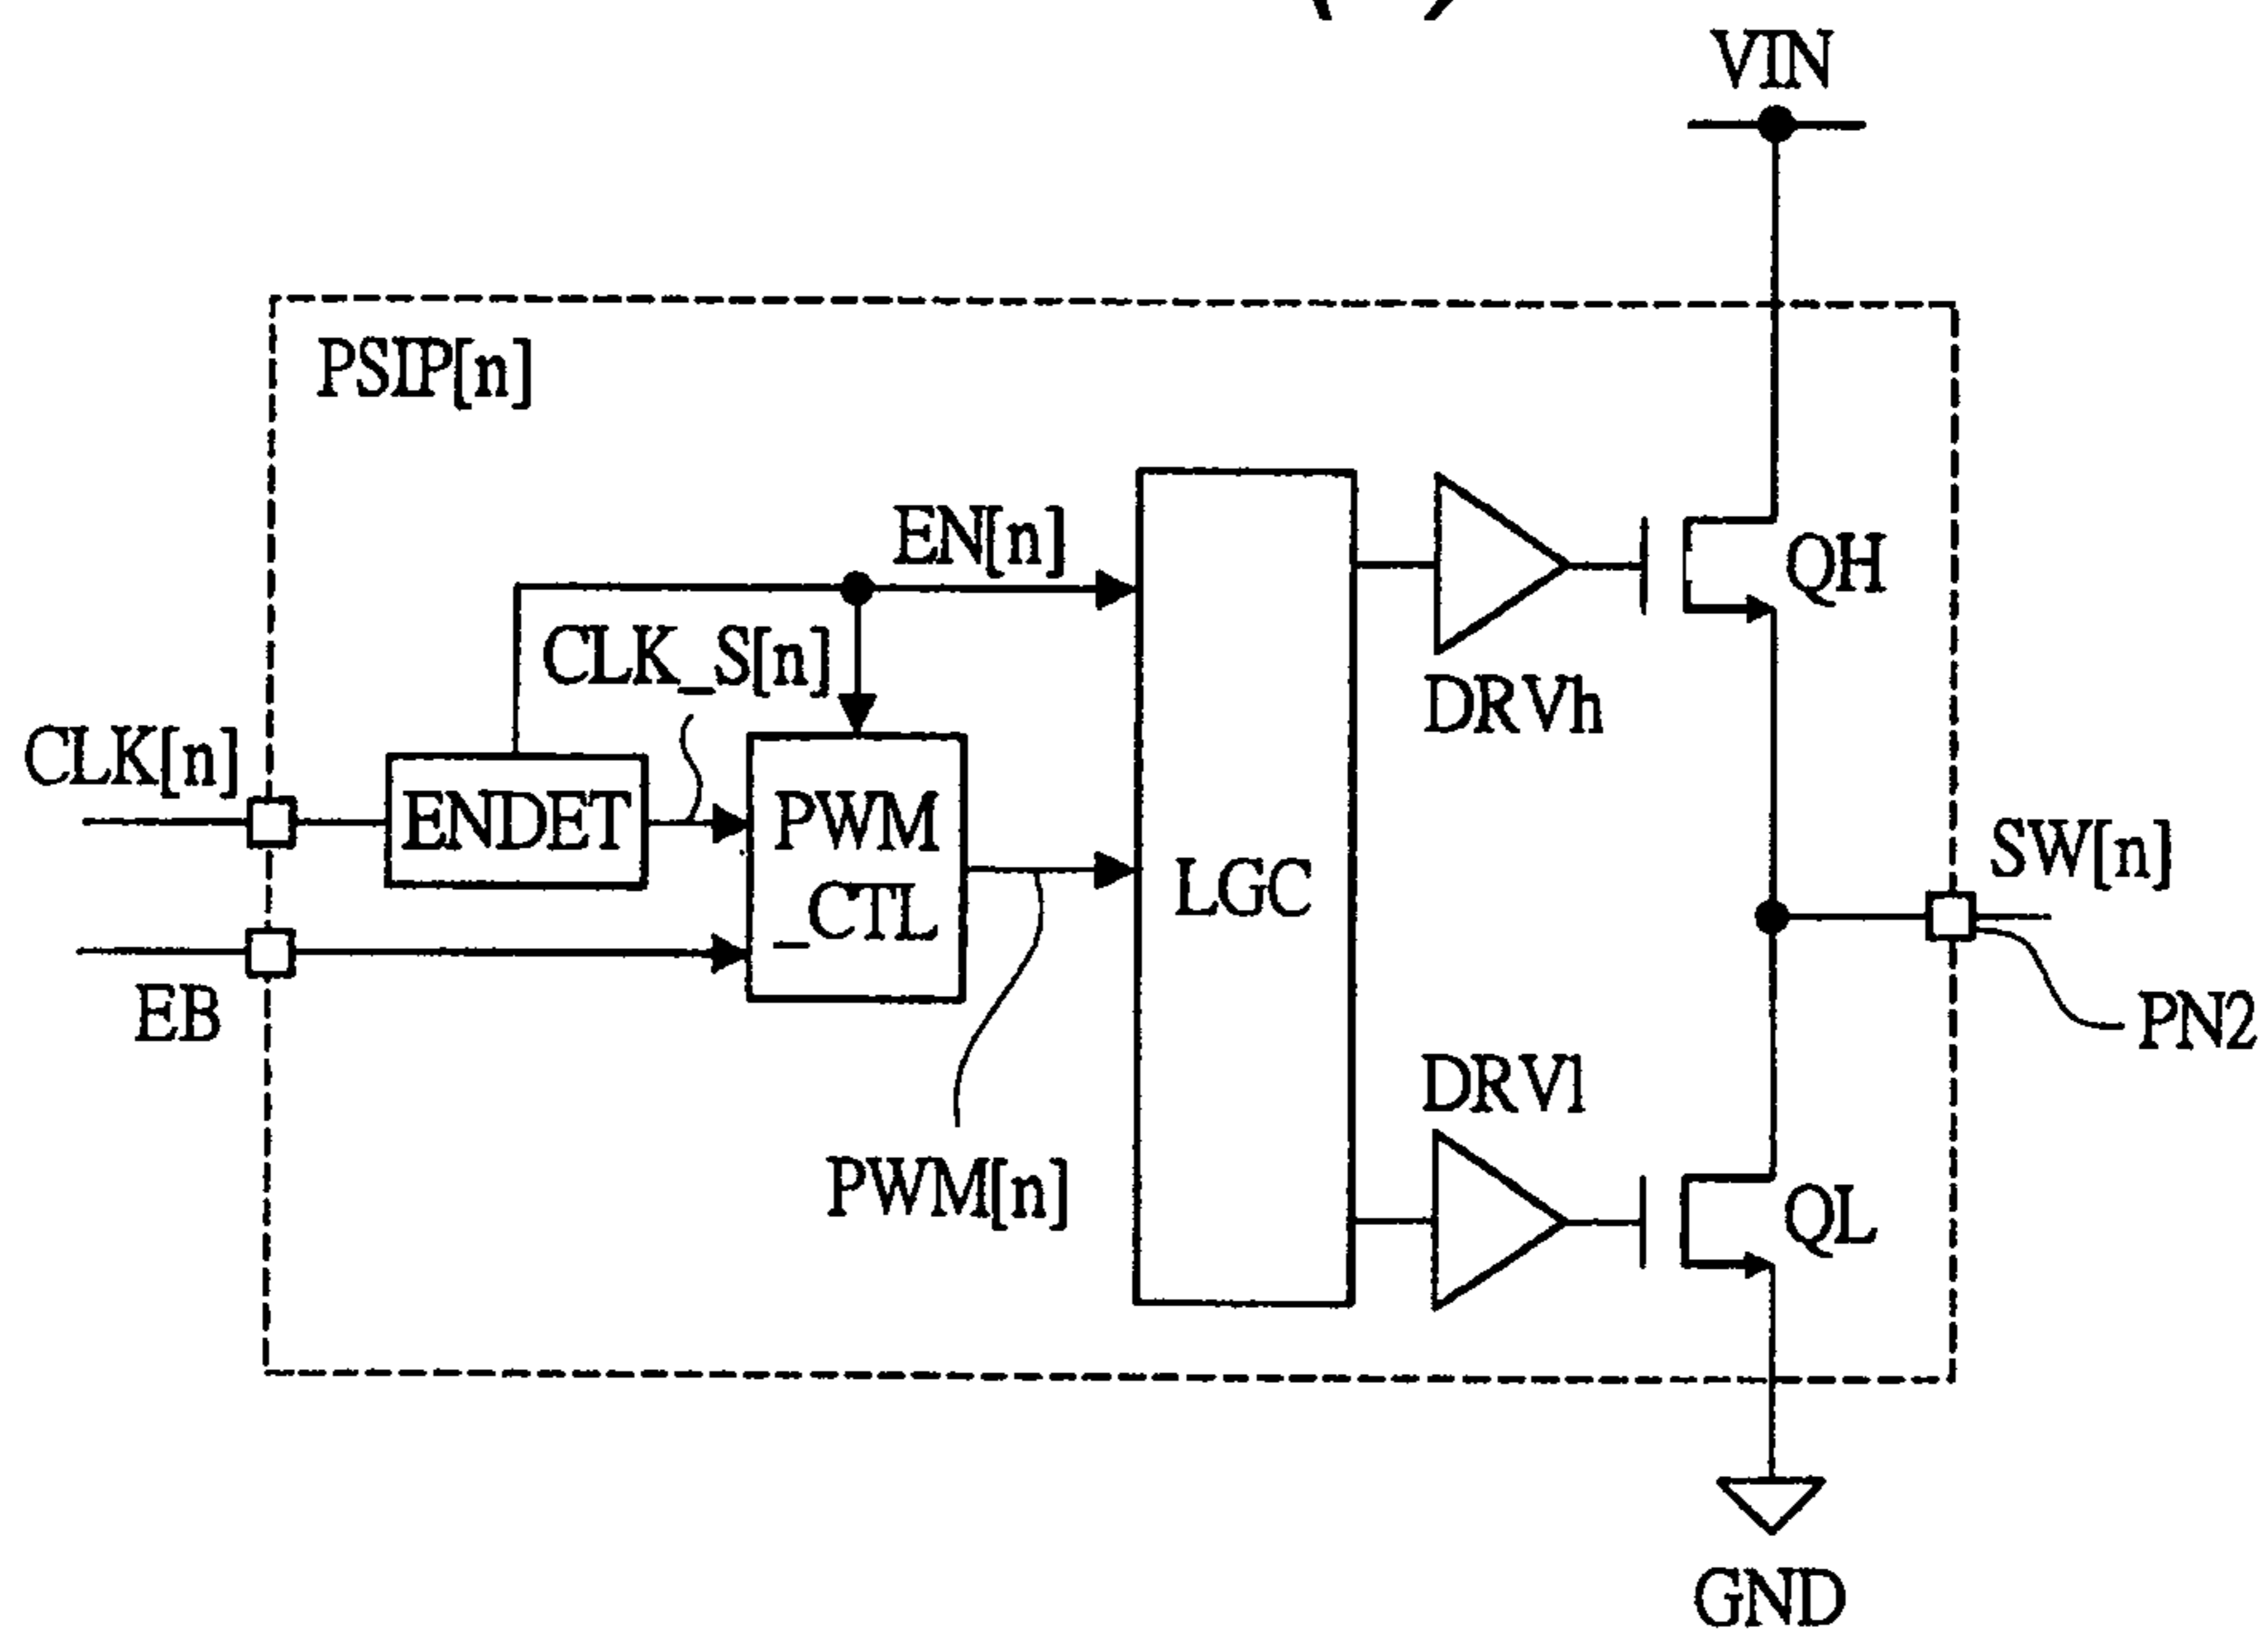 VIN
PSIP[n]
EN[n]
QH
CLK_S[n]
DRVh
CLK[n]
ENDET
PWM
_CTL
LGC
SW[n]
EB
PN2
DRVl
PWM[n]
QL
GND